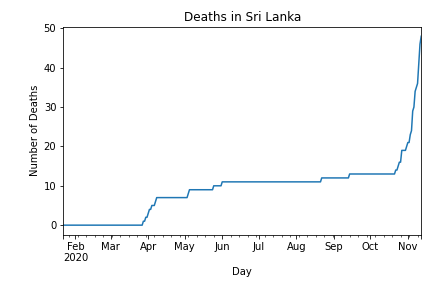 Deaths in Sri Lanka
50
40
30
20
10
0
Number of Deaths
Feb Mar Apr May Jun Jul Aug Sep Oct Nov
2020
Day